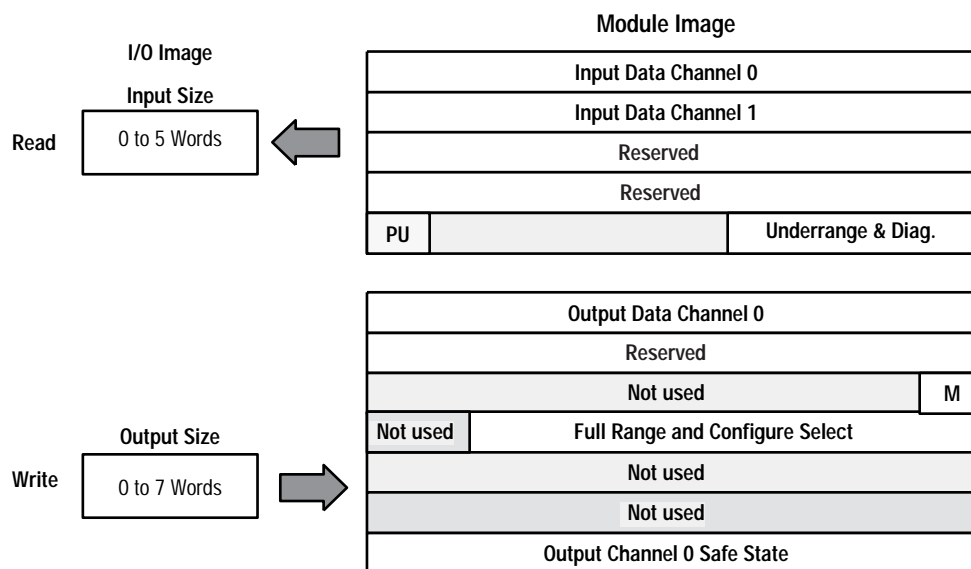 Module Image
I/O Image
Input Size
Read
0 to 5 Words
Input Data Channel 0
Input Data Channel 1
Reserved
Reserved
PU
Underrange & Diag.
Output Data Channel 0
Reserved
Not used
M
Not used
Full Range and Configure Select
Output Size
Write
0 to 7 Words
Not used
Not used
Output Channel 0 Safe State